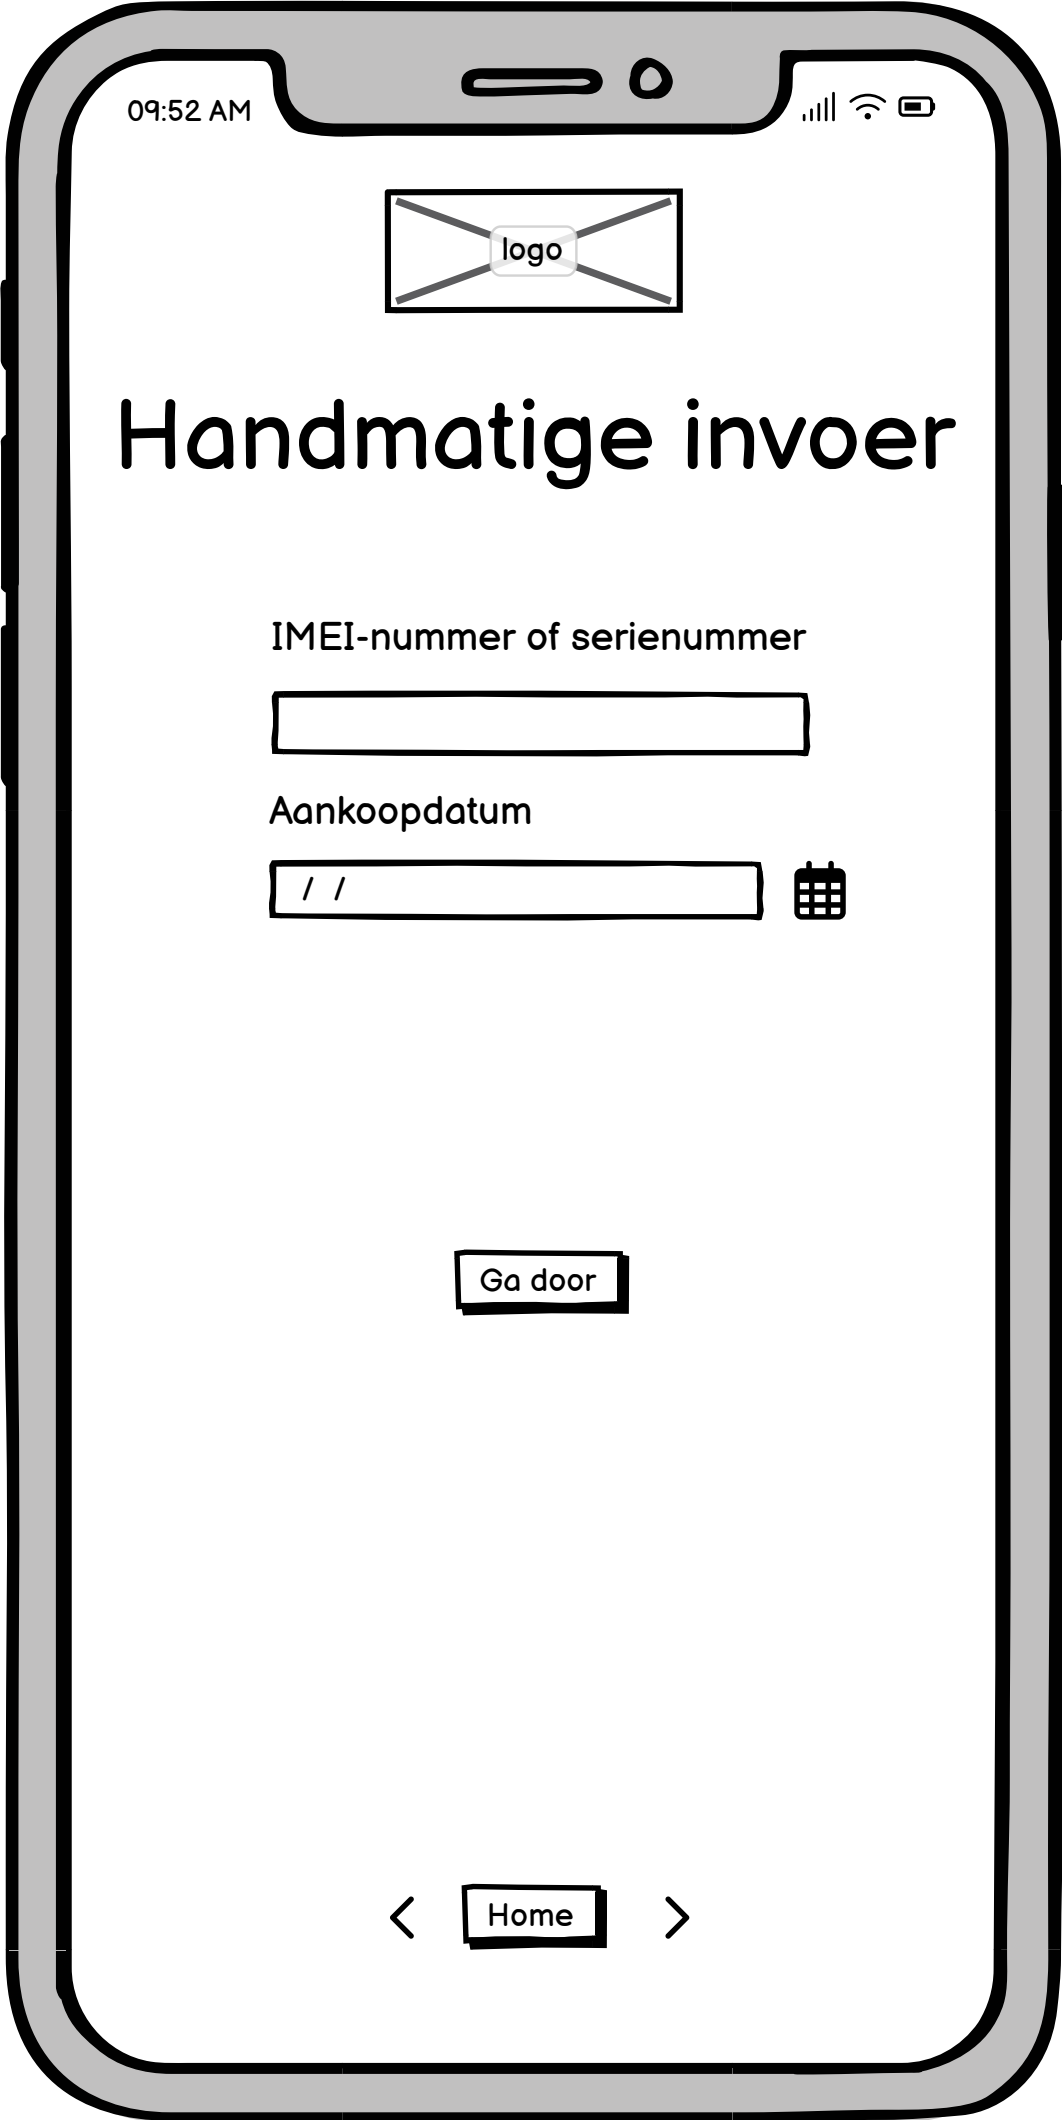 09:52 AM
logo
Handmatige invoer
IMEI-nummer of serienummer
Aankoopdatum
/ /
Ga door
Home